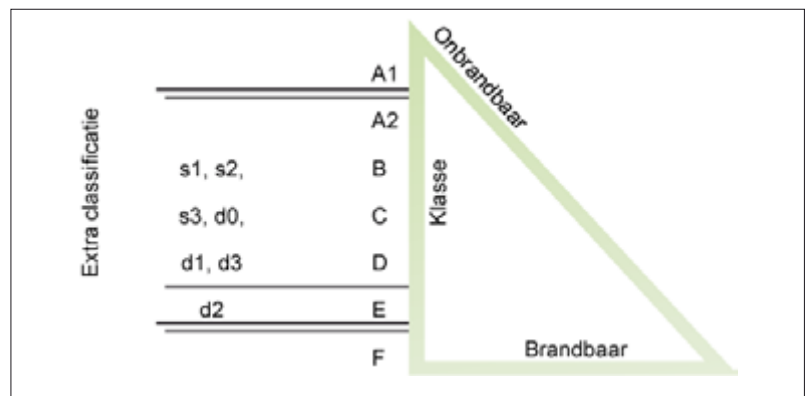 Extra classificatie
A1
A2
s1, s2, B
s3, d0, C
d1, d3 D
d2 E
F
Klasse
Onbrandbaar
Brandbaar